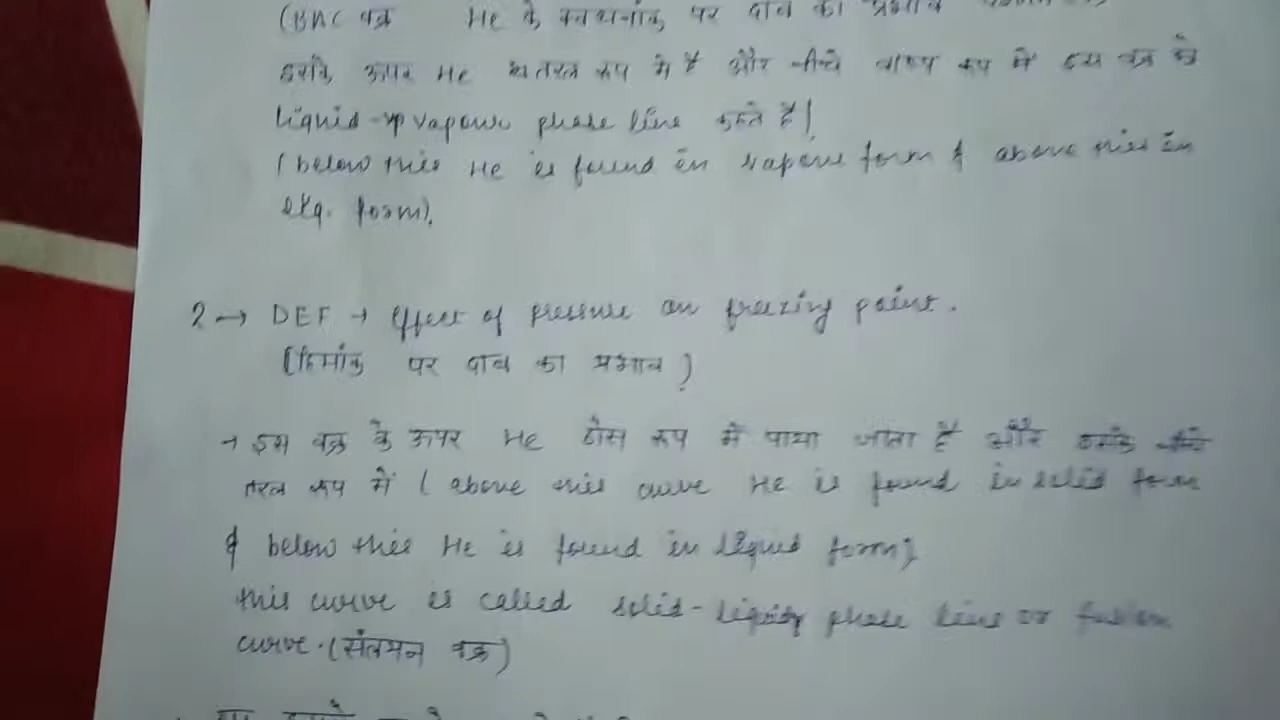 (BAC वक्र He के क्वथनांक पर दाब का प्रभाव
इसके ऊपर He तरल रूप में है और नीचे वाष्प रूप में इस वक्र को
liquid-vapour phase line कहते है।
(below this He is found in vapour form & above this in
liq. form).
2 → DEF → Effect of pressure on freezing point.
(हिमांक पर दाब का प्रभाव)
→ इस वक्र के ऊपर He ठोस रूप में पाया जाता है और इसके नीचे
तरल रूप में (above this curve He is found in solid form
& below this He is found in liquid form)
this curve is called solid-liquid phase line or fusion
curve. (संलयन वक्र)